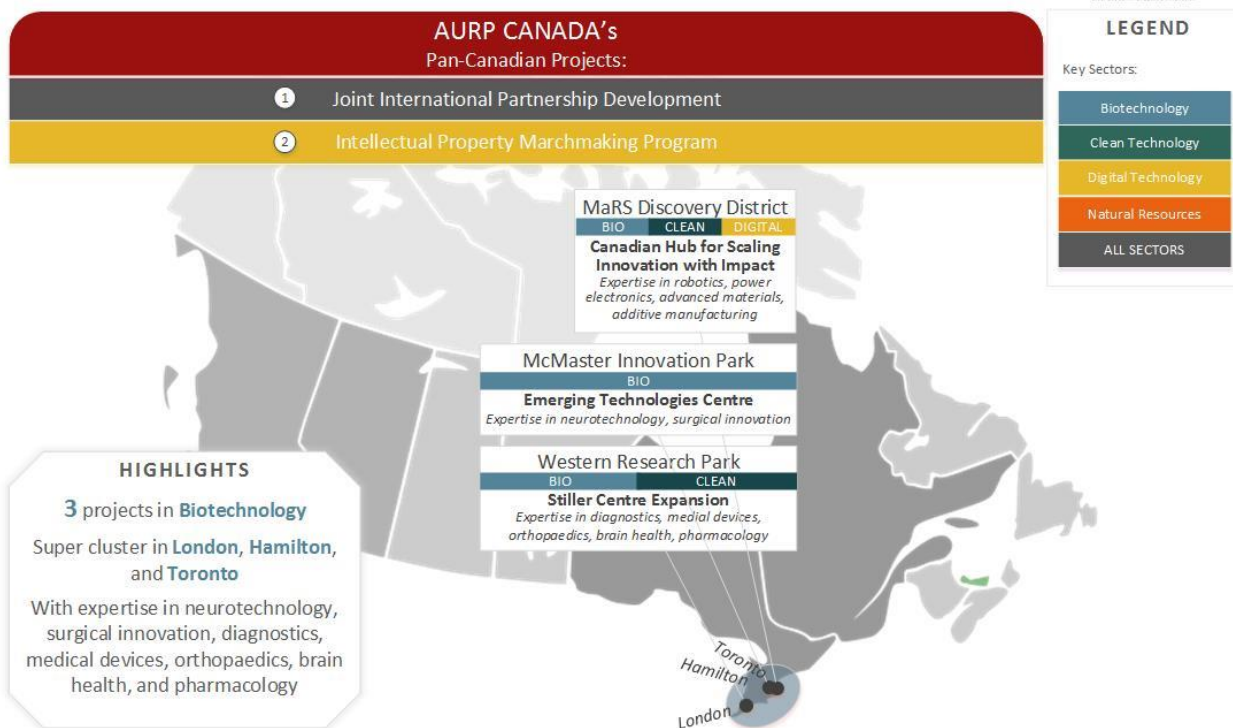 AURP CANADA's
Pan-Canadian Projects:
1 Joint International Partnership Development
2 Intellectual Property Marchmaking Program
LEGEND
Key Sectors:
Biotechnology
Clean Technology
Digital Technology
Natural Resources
ALL SECTORS
MaRS Discovery District
BIO CLEAN DIGITAL
Canadian Hub for Scaling
Innovation with Impact
Expertise in robotics, power
electronics, advanced materials,
additive manufacturing
McMaster Innovation Park
BIO
Emerging Technologies Centre
Expertise in neurotechnology, surgical innovation
Western Research Park
BIO CLEAN
Stiller Centre Expansion
Expertise in diagnostics, medial devices,
orthopaedics, brain health, pharmacology
HIGHLIGHTS
3 projects in Biotechnology
Super cluster in London, Hamilton,
and Toronto
With expertise in neurotechnology,
surgical innovation, diagnostics,
medical devices, orthopaedics, brain
health, and pharmacology
Toronto
Hamilton
London